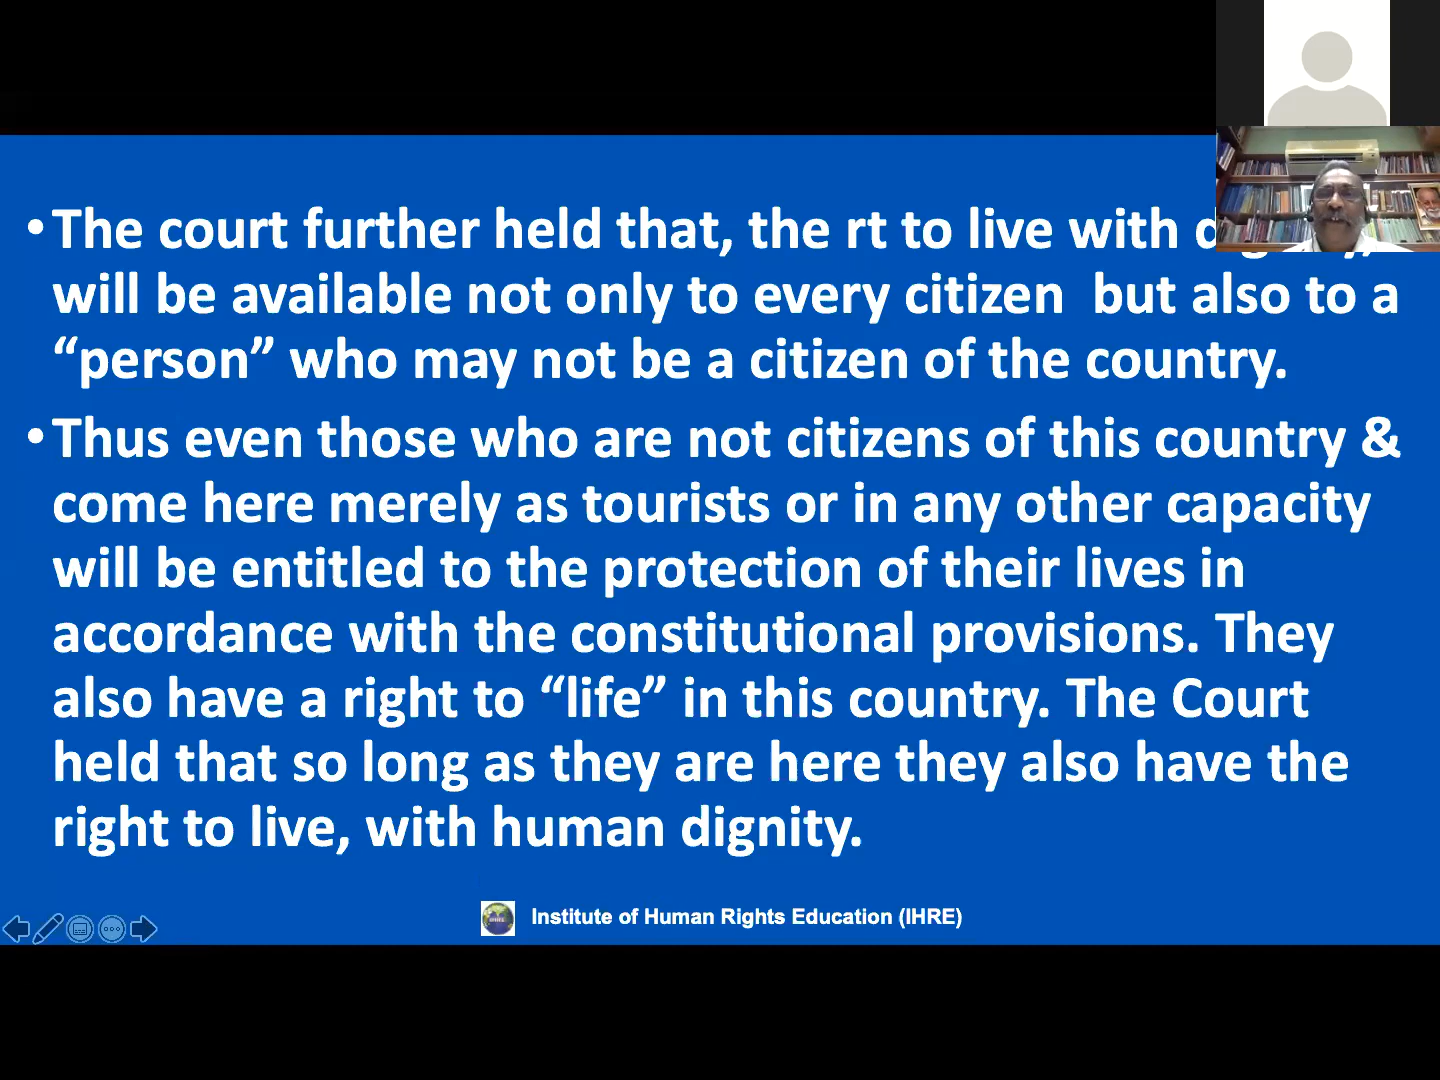 • The court further held that, the rt to live with
will be available not only to every citizen but also to a
“person” who may not be a citizen of the country.
• Thus even those who are not citizens of this country &
come here merely as tourists or in any other capacity
will be entitled to the protection of their lives in
accordance with the constitutional provisions. They
also have a right to “life” in this country. The Court
held that so long as they are here they also have the
right to live, with human dignity.
Institute of Human Rights Education (IHRE)